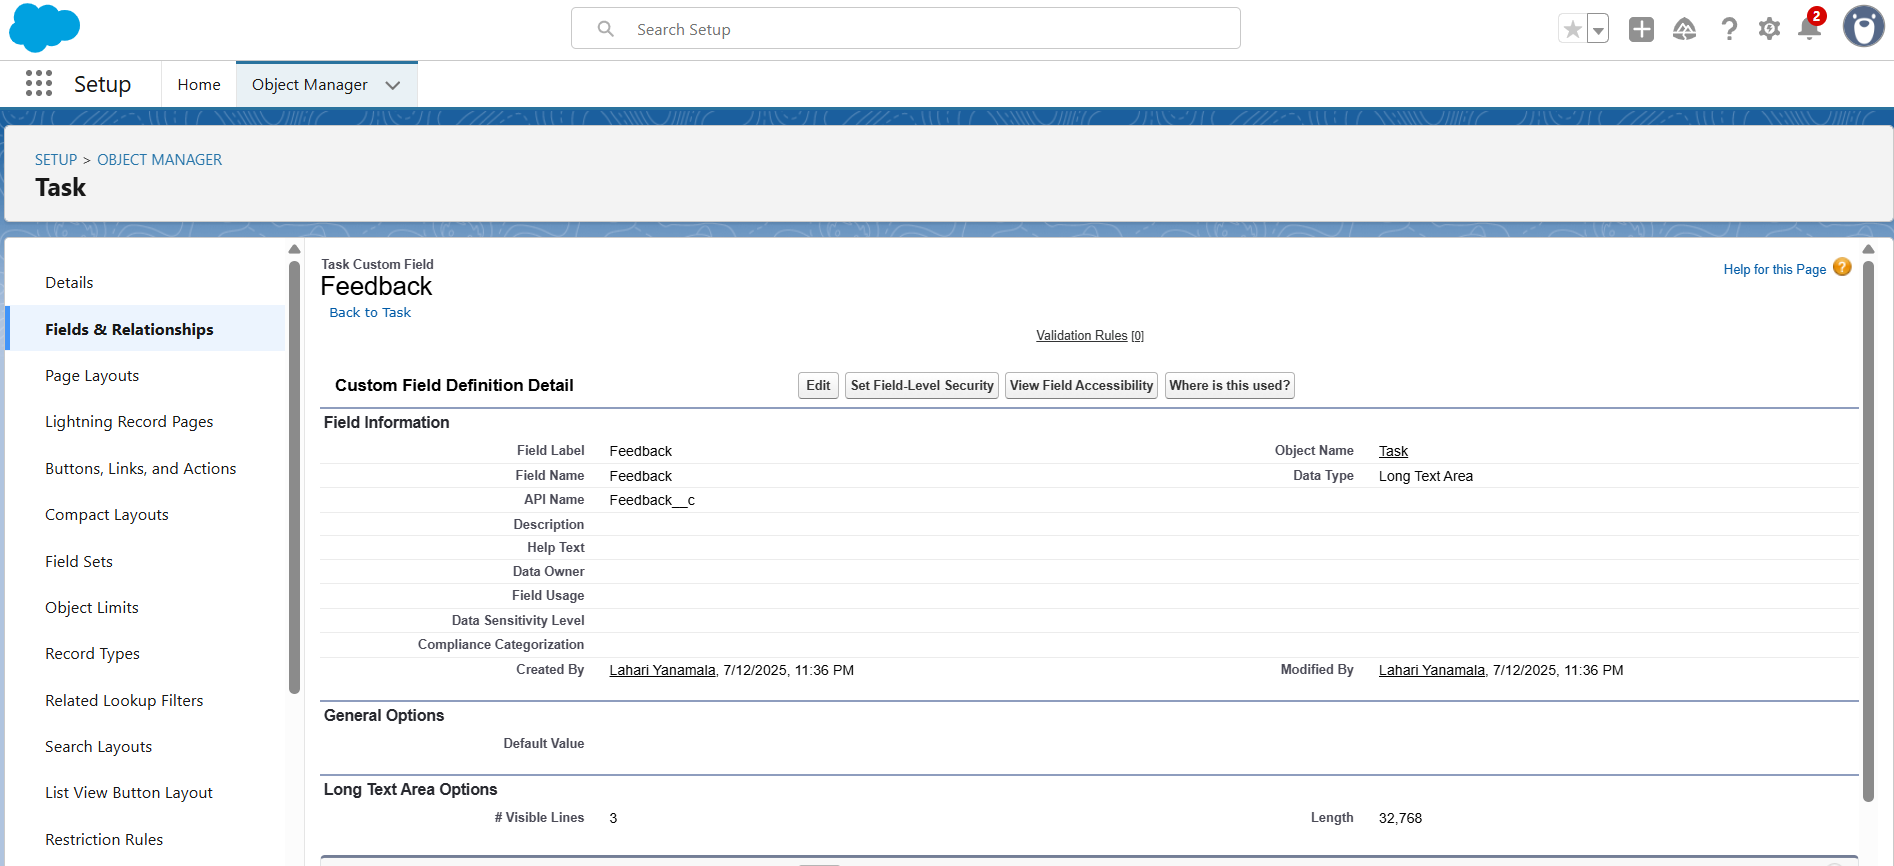 Search Setup
2
Setup
Home
Object Manager
SETUP > OBJECT MANAGER
Task
Details
Fields & Relationships
Page Layouts
Lightning Record Pages
Buttons, Links, and Actions
Compact Layouts
Field Sets
Object Limits
Record Types
Related Lookup Filters
Search Layouts
List View Button Layout
Restriction Rules
Task Custom Field
Feedback
Back to Task
Help for this Page ?
Validation Rules [0]
Custom Field Definition Detail Edit Set Field-Level Security View Field Accessibility Where is this used?
Field Information
Field Label Feedback Object Name Task
Field Name Feedback Data Type Long Text Area
API Name Feedback__c
Description
Help Text
Data Owner
Field Usage
Data Sensitivity Level
Compliance Categorization
Created By Lahari Yanamala, 7/12/2025, 11:36 PM Modified By Lahari Yanamala, 7/12/2025, 11:36 PM
General Options
Default Value
Long Text Area Options
# Visible Lines 3 Length 32,768